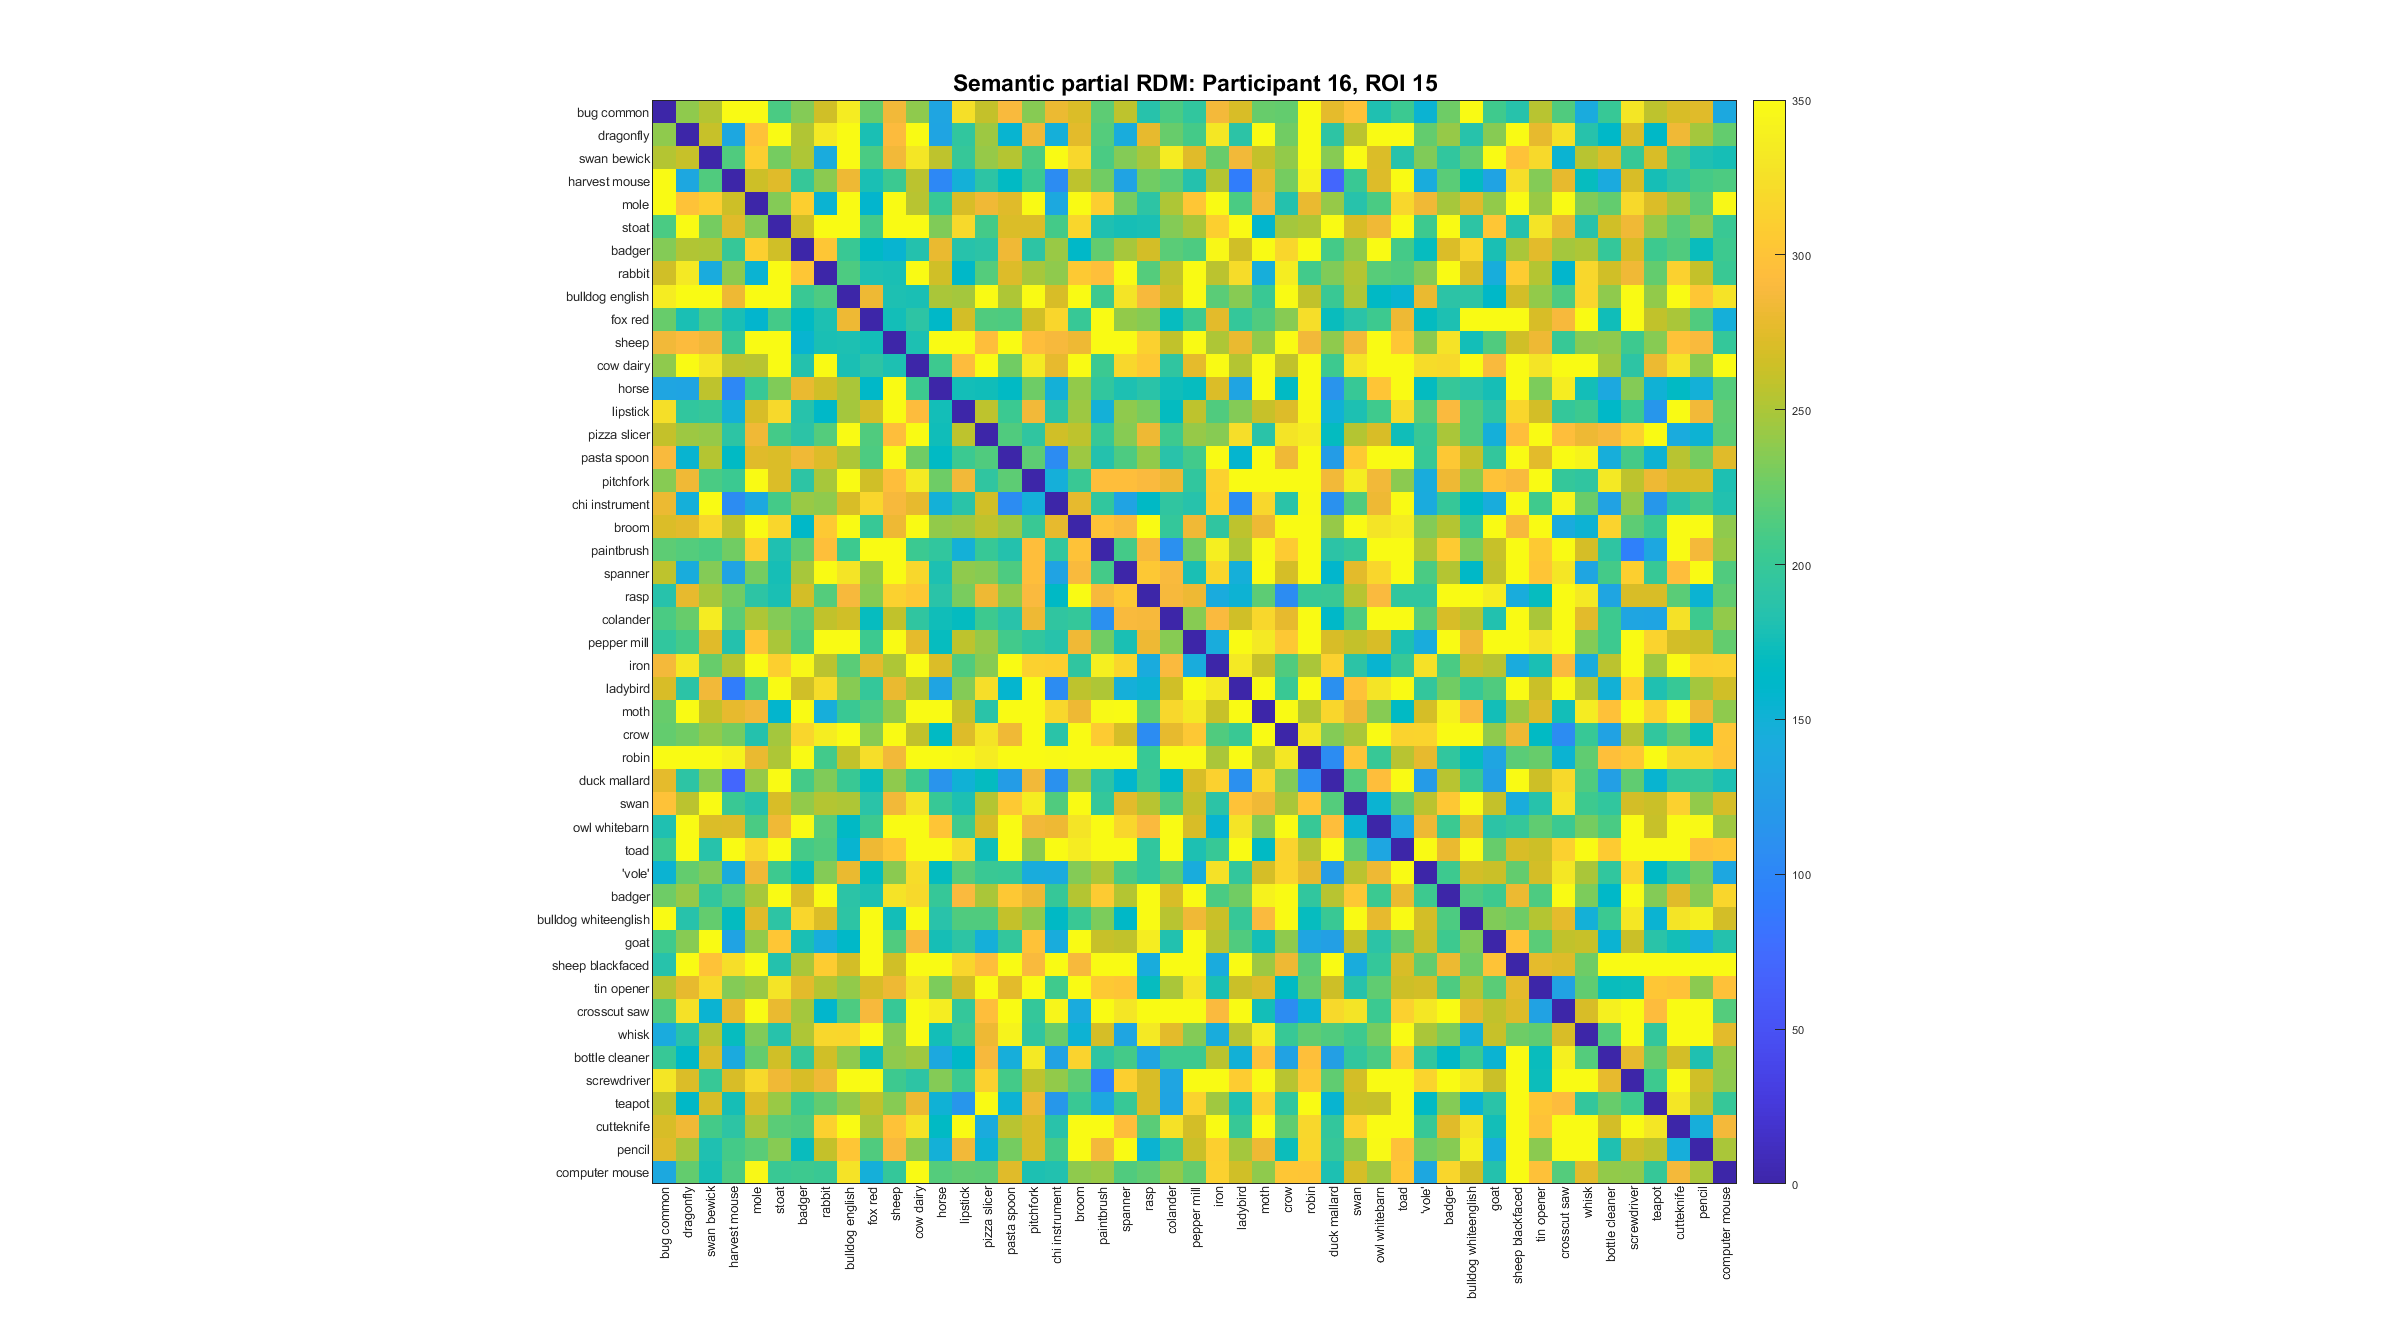 Semantic partial RDM: Participant 16, ROI 15
bug common
dragonfly
swan bewick
harvest mouse
mole
stoat
badger
rabbit
bulldog english
fox red
sheep
cow dairy
horse
lipstick
pizza slicer
pasta spoon
pitchfork
chi instrument
broom
paintbrush
spanner
rasp
colander
pepper mill
iron
ladybird
moth
crow
robin
duck mallard
swan
owl whitebarn
toad
'vole'
badger
bulldog whiteenglish
goat
sheep blackfaced
tin opener
crosscut saw
whisk
bottle cleaner
screwdriver
teapot
cutteknife
pencil
computer mouse
350
300
250
200
150
100
50
0
bug common
dragonfly
swan bewick
harvest mouse
mole
stoat
badger
rabbit
bulldog english
fox red
sheep
cow dairy
horse
lipstick
pizza slicer
pasta spoon
pitchfork
chi instrument
broom
paintbrush
spanner
rasp
colander
pepper mill
iron
ladybird
moth
crow
robin
duck mallard
swan
owl whitebarn
toad
'vole'
badger
bulldog whiteenglish
goat
sheep blackfaced
tin opener
crosscut saw
whisk
bottle cleaner
screwdriver
teapot
cutteknife
pencil
computer mouse